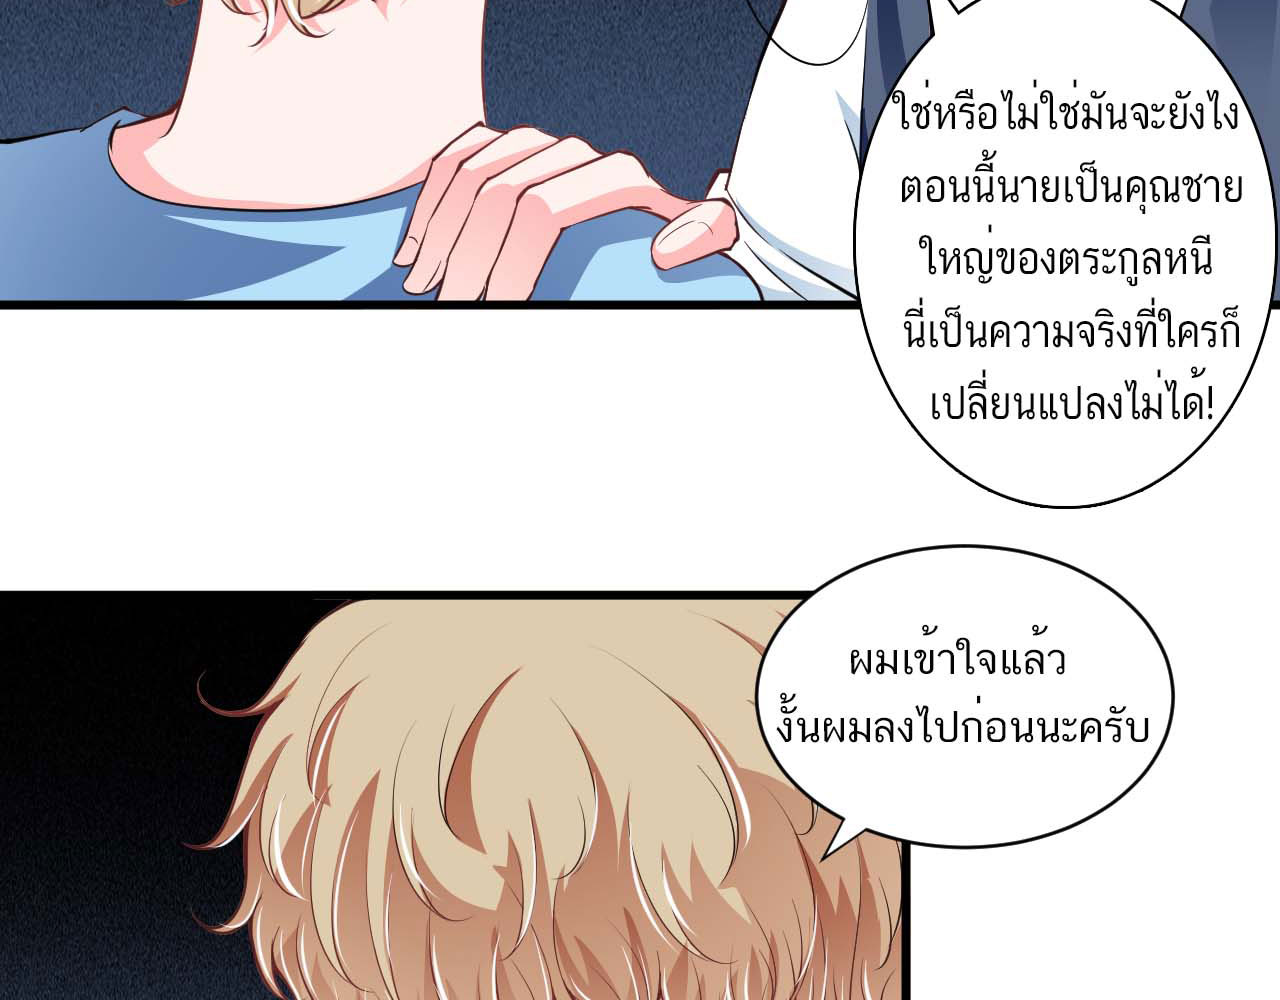 ใช่หรือไม่ใช่มันจะยังไง
ตอนนี้นายเป็นคุณชาย
ใหญ่ของตระกูลหนี
นี่เป็นความจริงที่ใครก็
เปลี่ยนแปลงไม่ได้!
ผมเข้าใจแล้ว
งั้นผมลงไปก่อนนะครับ